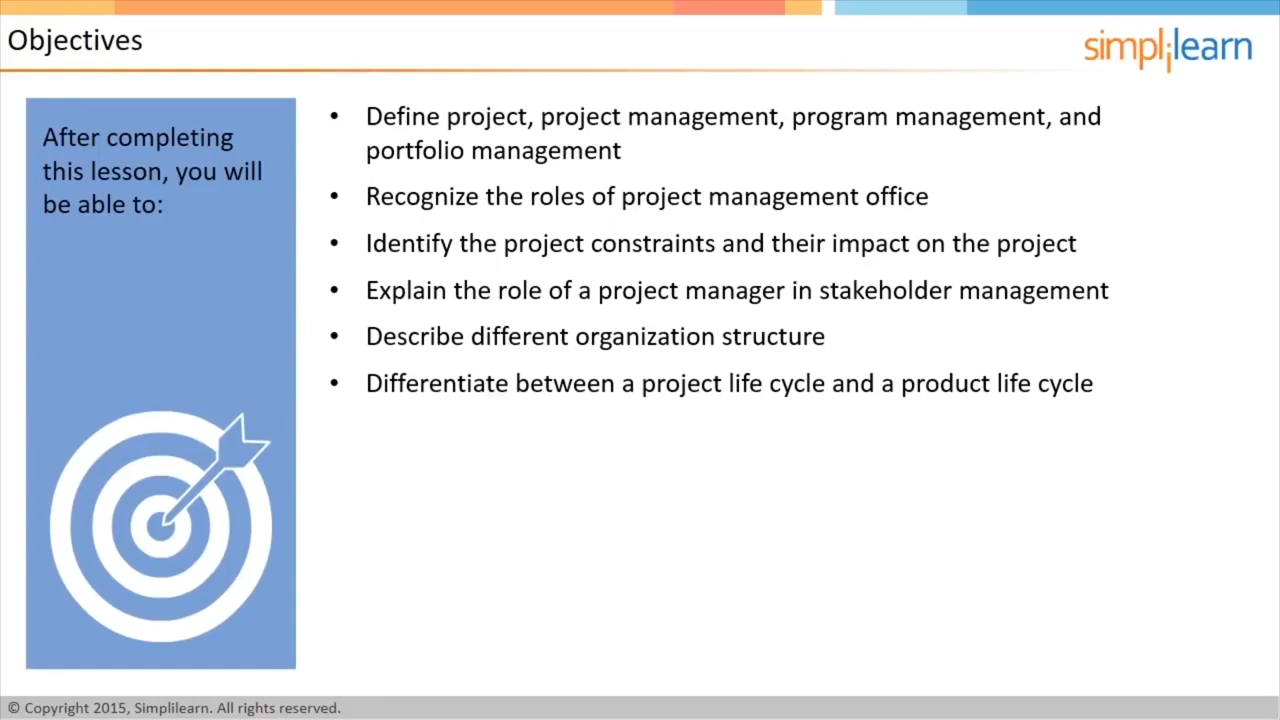 Objectives
simplilearn
After completing
this lesson, you will
be able to:
• Define project, project management, program management, and
portfolio management
• Recognize the roles of project management office
• Identify the project constraints and their impact on the project
• Explain the role of a project manager in stakeholder management
• Describe different organization structure
• Differentiate between a project life cycle and a product life cycle
© Copyright 2015, Simplilearn. All rights reserved.